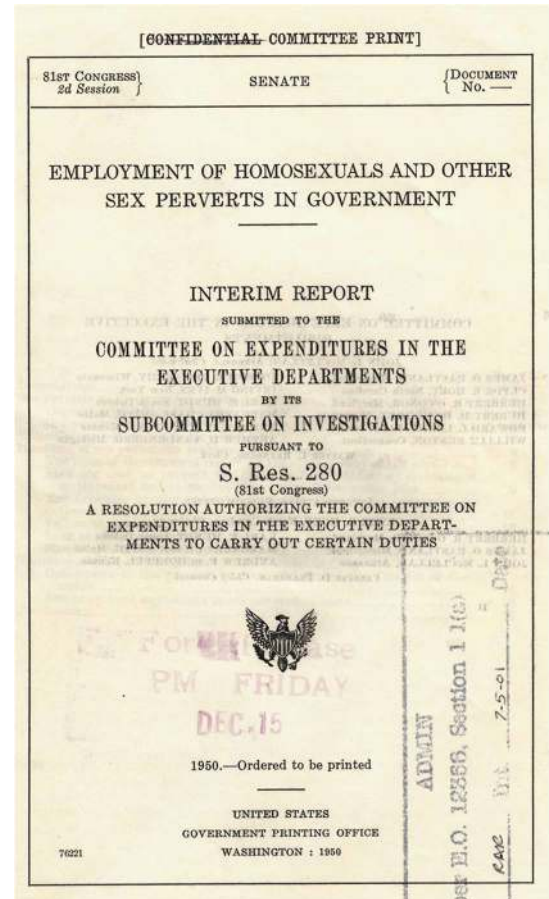 [CONFIDENTIAL COMMITTEE PRINT]
81ST CONGRESS
2d Session
SENATE
DOCUMENT
No. ——
EMPLOYMENT OF HOMOSEXUALS AND OTHER
SEX PERVERTS IN GOVERNMENT
INTERIM REPORT
SUBMITTED TO THE
COMMITTEE ON EXPENDITURES IN THE
EXECUTIVE DEPARTMENTS
BY ITS
SUBCOMMITTEE ON INVESTIGATIONS
PURSUANT TO
S. Res. 280
(81st Congress)
A RESOLUTION AUTHORIZING THE COMMITTEE ON
EXPENDITURES IN THE EXECUTIVE DEPART-
MENTS TO CARRY OUT CERTAIN DUTIES
For
PM FRIDAY
DEC. 15
1950.—Ordered to be printed
UNITED STATES
GOVERNMENT PRINTING OFFICE
WASHINGTON : 1950
76221
ADMIN
E.O. 12356, Section 1
7-5-01
Date